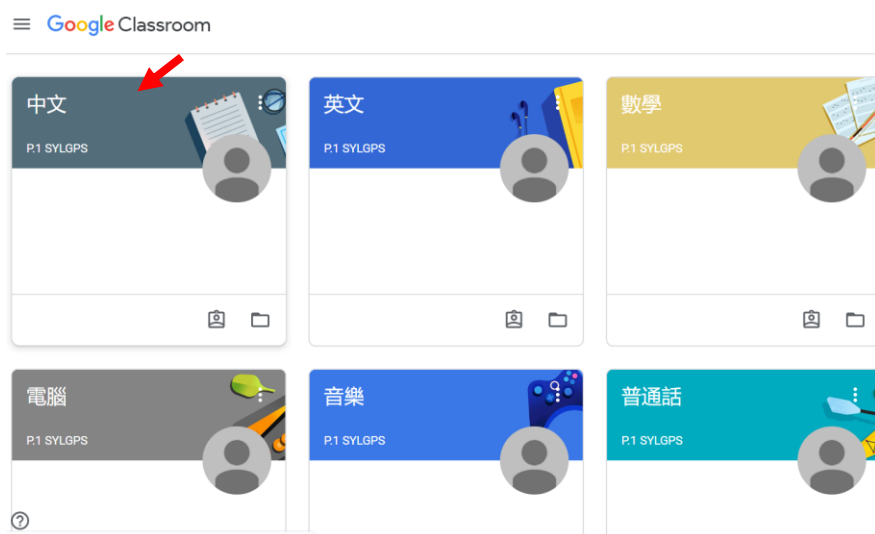 Google Classroom
中文
P.1 SYLGPS
英文
P.1 SYLGPS
數學
P.1 SYLGPS
電腦
P.1 SYLGPS
音樂
P.1 SYLGPS
普通話
P.1 SYLGPS
?